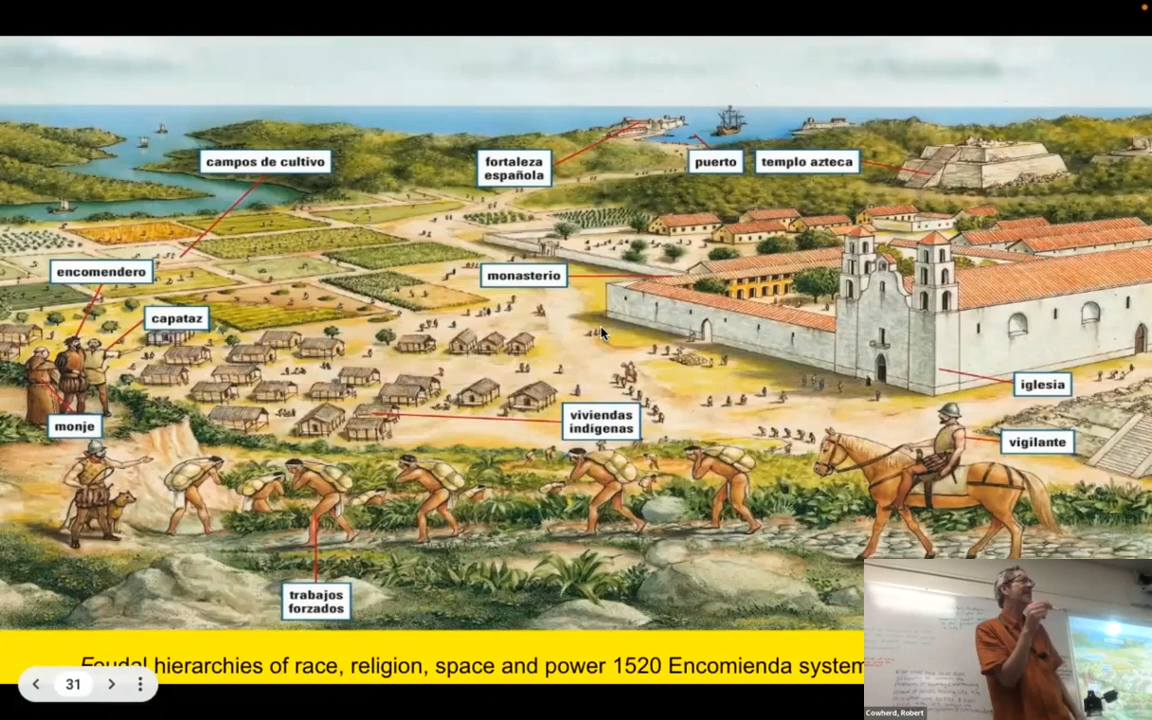 campos de cultivo
fortaleza
española
puerto
templo azteca
encomendero
monasterio
capataz
iglesia
monje
viviendas
indígenas
vigilante
trabajos
forzados
Feudal hierarchies of race, religion, space and power 1520 Encomienda system
31
Cowherd, Robert